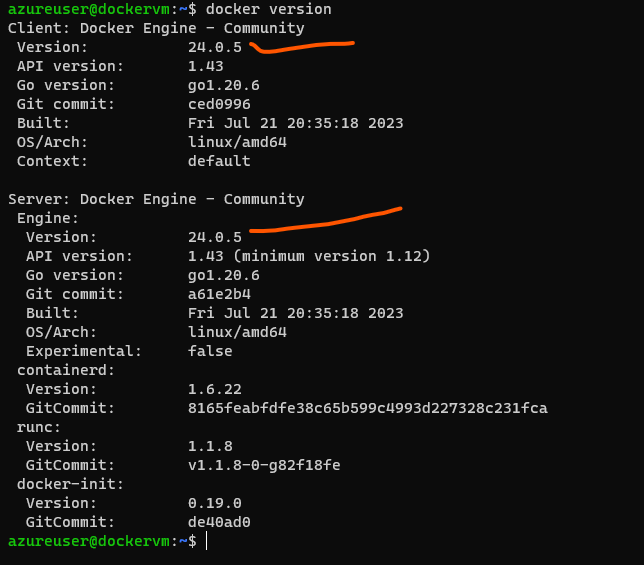 azureuser@dockervm:~$ docker version
Client: Docker Engine - Community
 Version:           24.0.5
 API version:       1.43
 Go version:        go1.20.6
 Git commit:        ced0996
 Built:             Fri Jul 21 20:35:18 2023
 OS/Arch:           linux/amd64
 Context:           default

Server: Docker Engine - Community
 Engine:
  Version:          24.0.5
  API version:      1.43 (minimum version 1.12)
  Go version:       go1.20.6
  Git commit:       a61e2b4
  Built:            Fri Jul 21 20:35:18 2023
  OS/Arch:          linux/amd64
  Experimental:     false
 containerd:
  Version:          1.6.22
  GitCommit:        8165feabfdfe38c65b599c4993d227328c231fca
 runc:
  Version:          1.1.8
  GitCommit:        v1.1.8-0-g82f18fe
 docker-init:
  Version:          0.19.0
  GitCommit:        de40ad0
azureuser@dockervm:~$